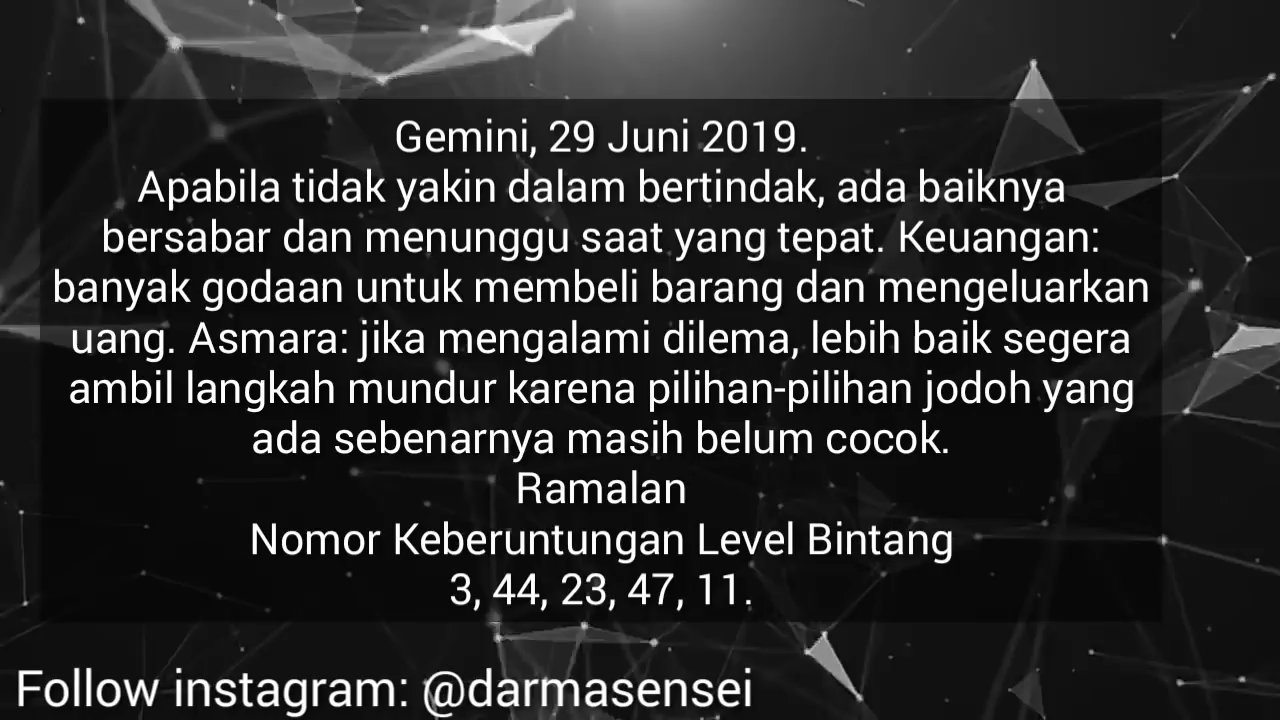 Gemini, 29 Juni 2019.
Apabila tidak yakin dalam bertindak, ada baiknya
bersabar dan menunggu saat yang tepat. Keuangan:
banyak godaan untuk membeli barang dan mengeluarkan
uang. Asmara: jika mengalami dilema, lebih baik segera
ambil langkah mundur karena pilihan-pilihan jodoh yang
ada sebenarnya masih belum cocok.
Ramalan
Nomor Keberuntungan Level Bintang
3, 44, 23, 47, 11.
Follow instagram: @darmasensei